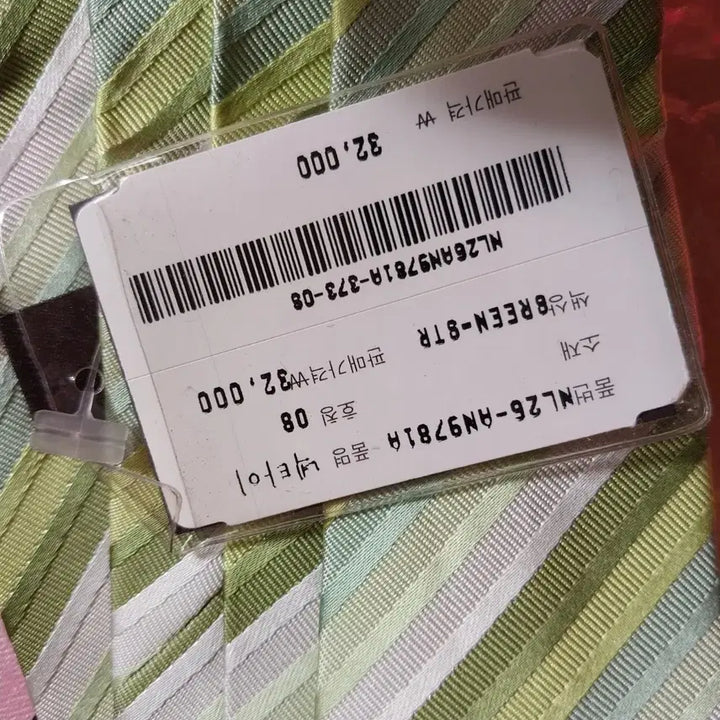 품번NL26-AN9781A 품명 넥타이
소재 호칭 08
색상GREEN-STR 판매가격₩32,000
NL26AN9781A-373-08
판매가격 ₩ 32,000